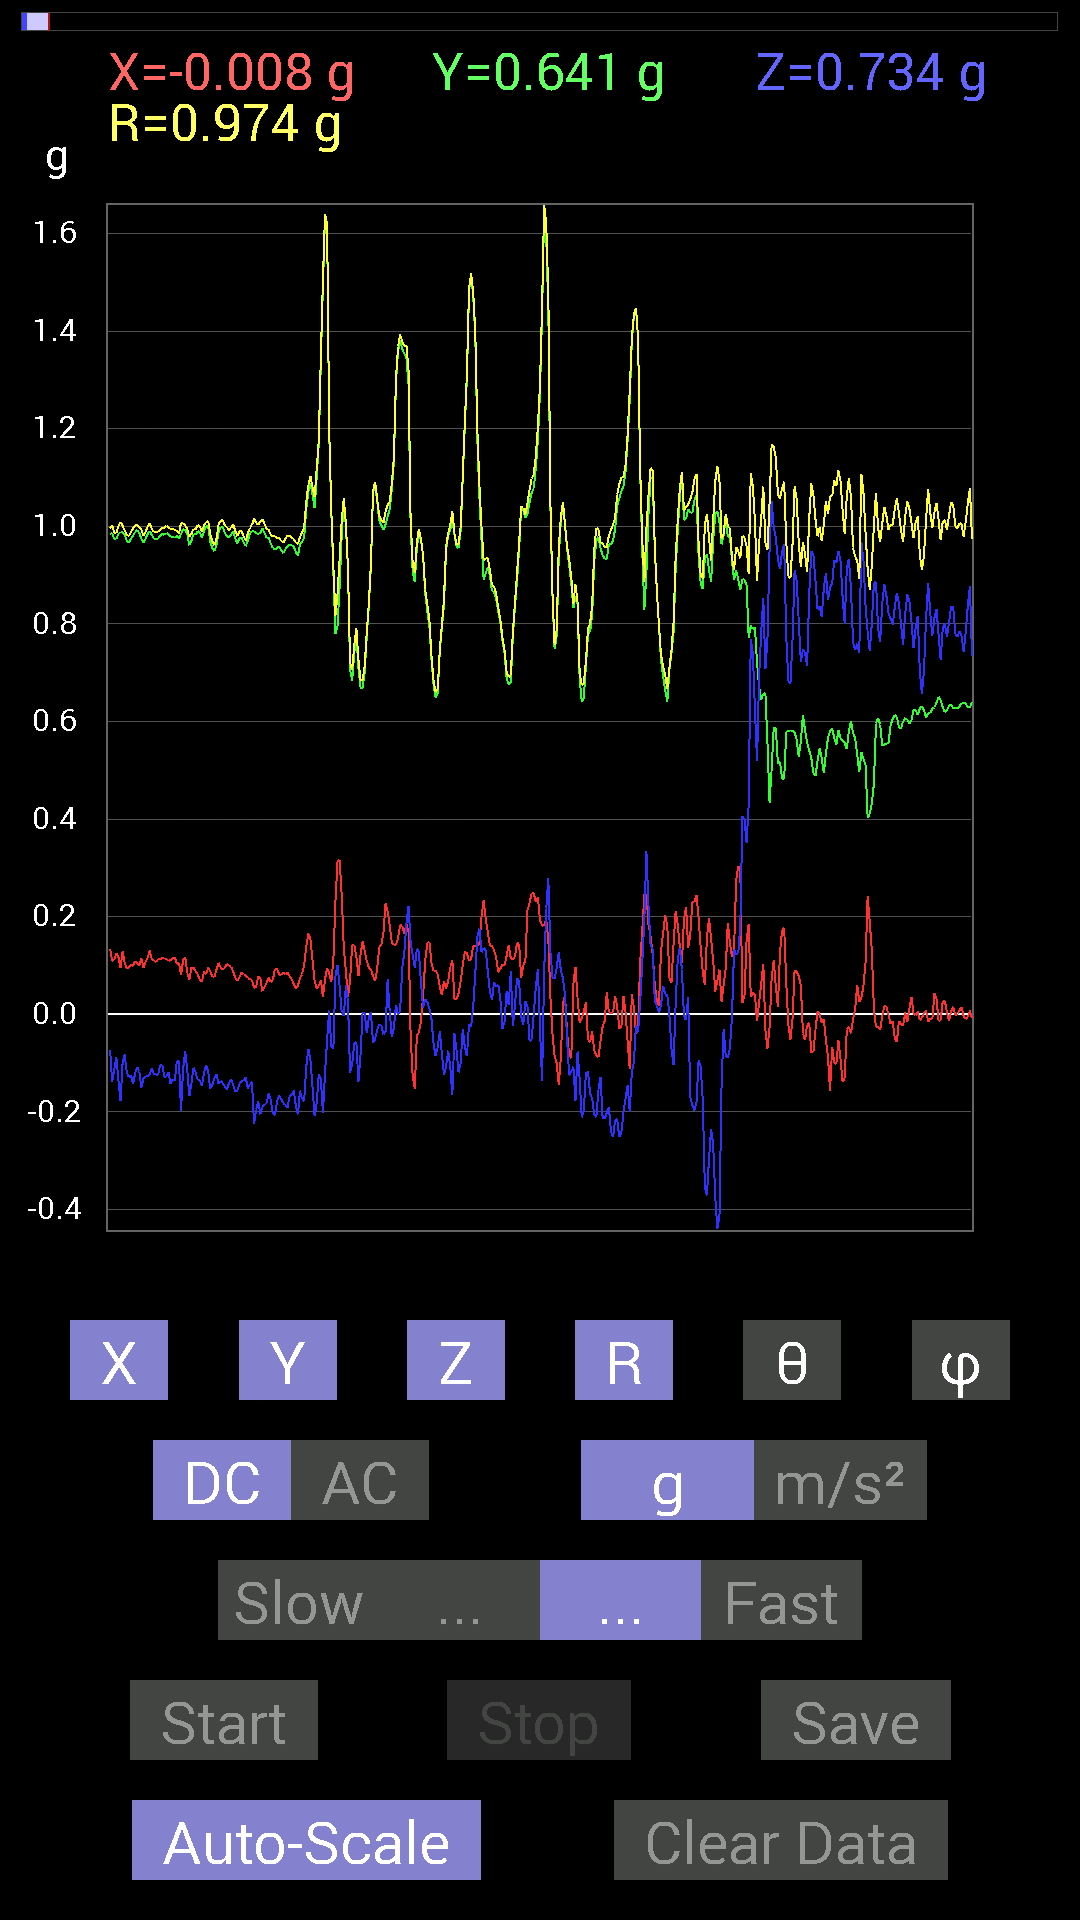 X=-0.008 g Y=0.641 g Z=0.734 g
R=0.974 g
g
1.6
1.4
1.2
1.0
0.8
0.6
0.4
0.2
0.0
-0.2
-0.4
X Y Z R θ φ
DC AC g m/s²
Slow ... ... Fast
Start Stop Save
Auto-Scale Clear Data